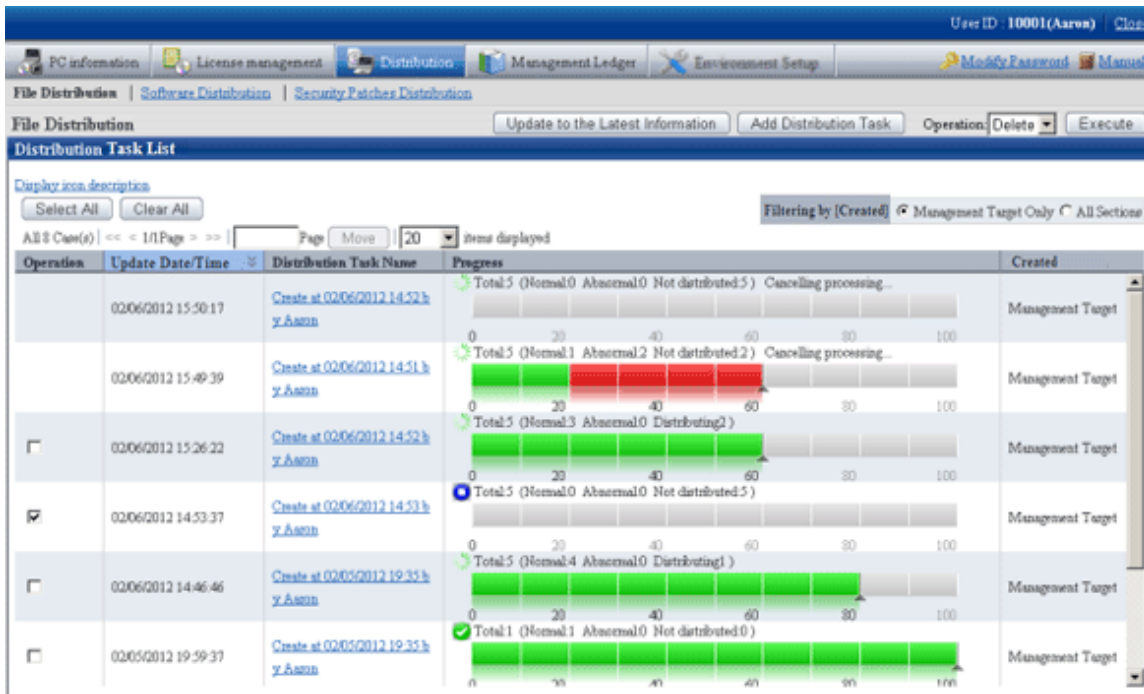 User ID : 10001(Aaron) Clos
PC information License management Distribution Management Ledger Environment Setup Modify Password Manual
File Distribution | Software Distribution | Security Patches Distribution
File Distribution Update to the Latest Information Add Distribution Task Operation: Delete Execute
Distribution Task List
Display icon description
Select All Clear All Filtering by [Created] Management Target Only All Sections
All 8 Case(s) | << < 1/1Page > >> | Page Move | 20 items displayed
Operation Update Date/Time Distribution Task Name Progress Created
Total:5 (Normal:0 Abnormal:0 Not distributed:5 ) Cancelling processing...
02/06/2012 15:50:17 Create at 02/06/2012 14:52 b Management Target
y Aaron
0 20 40 60 80 100
Total:5 (Normal:1 Abnormal:2 Not distributed:2 ) Cancelling processing...
02/06/2012 15:49:39 Create at 02/06/2012 14:51 b Management Target
y Aaron
0 20 40 60 80 100
Total:5 (Normal:3 Abnormal:0 Distributing2 )
02/06/2012 15:26:22 Create at 02/06/2012 14:52 b Management Target
y Aaron
0 20 40 60 80 100
Total:5 (Normal:0 Abnormal:0 Not distributed:5 )
02/06/2012 14:53:37 Create at 02/06/2012 14:53 b Management Target
y Aaron
0 20 40 60 80 100
Total:5 (Normal:4 Abnormal:0 Distributing1 )
02/06/2012 14:46:46 Create at 02/05/2012 19:35 b Management Target
y Aaron
0 20 40 60 80 100
Total:1 (Normal:1 Abnormal:0 Not distributed:0 )
02/05/2012 19:59:37 Create at 02/05/2012 19:35 b Management Target
y Aaron
0 20 40 60 80 100